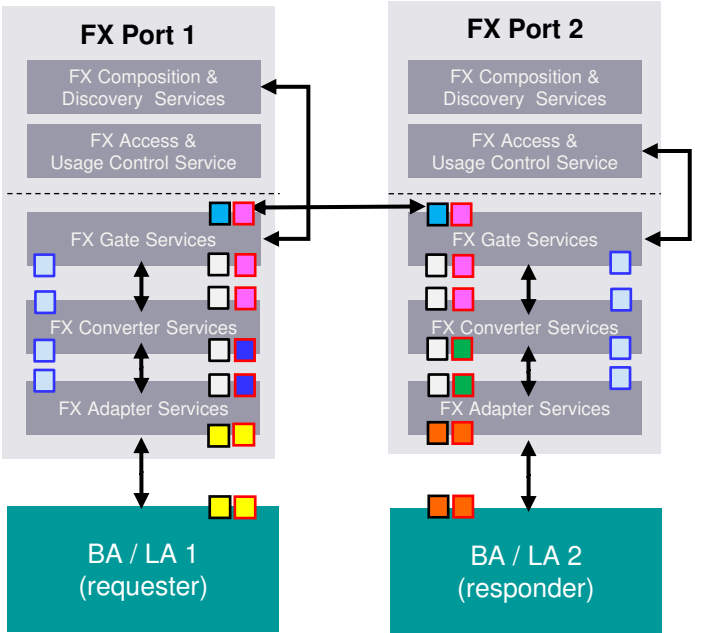 FX Port 1
FX Composition &
Discovery Services
FX Access &
Usage Control Service
FX Gate Services
FX Converter Services
FX Adapter Services
BA / LA 1
(requester)
FX Port 2
FX Composition &
Discovery Services
FX Access &
Usage Control Service
FX Gate Services
FX Converter Services
FX Adapter Services
BA / LA 2
(responder)